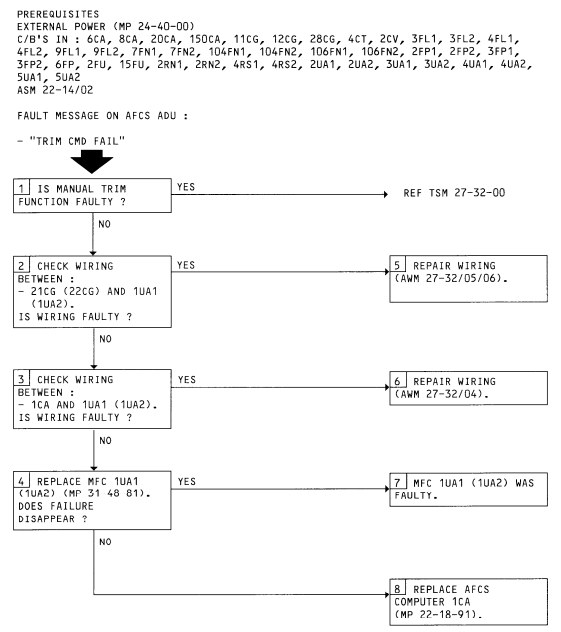 PREREQUISITES
EXTERNAL POWER (MP 24-40-00)
C/B'S IN : 6CA, 8CA, 20CA, 150CA, 11CG, 12CG, 28CG, 4CT, 2CV, 3FL1, 3FL2, 4FL1,
4FL2, 9FL1, 9FL2, 7FN1, 7FN2, 104FN1, 104FN2, 106FN1, 106FN2, 2FP1, 2FP2, 3FP1,
3FP2, 6FP, 2FU, 15FU, 2RN1, 2RN2, 4RS1, 4RS2, 2UA1, 2UA2, 3UA1, 3UA2, 4UA1, 4UA2,
5UA1, 5UA2
ASM 22-14/02
FAULT MESSAGE ON AFCS ADU :
- "TRIM CMD FAIL"
1 IS MANUAL TRIM
FUNCTION FAULTY ?
YES
REF TSM 27-32-00
NO
2 CHECK WIRING
BETWEEN :
- 21CG (22CG) AND 1UA1
(1UA2).
IS WIRING FAULTY ?
YES
5 REPAIR WIRING
(AWM 27-32/05/06).
NO
3 CHECK WIRING
BETWEEN :
- 1CA AND 1UA1 (1UA2).
IS WIRING FAULTY ?
YES
6 REPAIR WIRING
(AWM 27-32/04).
NO
4 REPLACE MFC 1UA1
(1UA2) (MP 31 48 81).
DOES FAILURE
DISAPPEAR ?
YES
7 MFC 1UA1 (1UA2) WAS
FAULTY.
NO
8 REPLACE AFCS
COMPUTER 1CA
(MP 22-18-91).